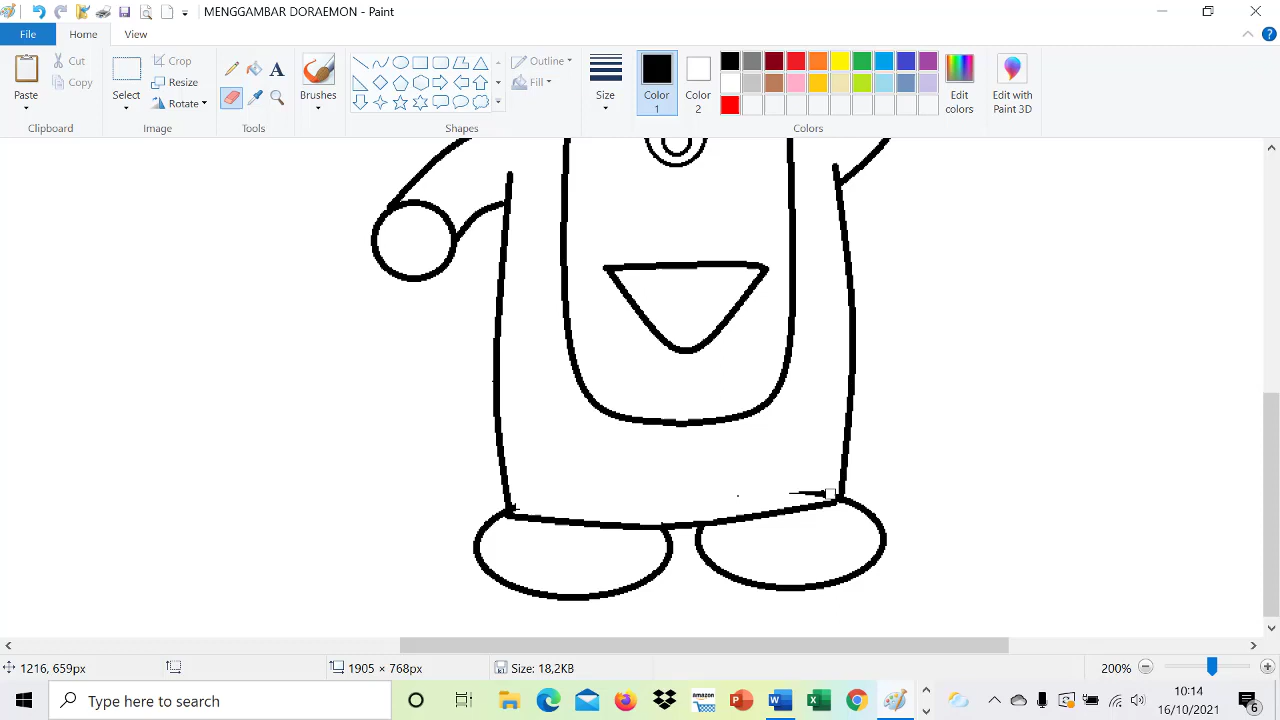 MENGGAMBAR DORAEMON - Paint
File Home View
Paste Cut Copy Select Crop Resize Rotate Brushes Outline Fill Size Color 1 Color 2 Edit colors Edit with Paint 3D
Clipboard Image Tools Shapes Colors
1216, 659px 1905 × 768px Size: 18.2KB 200%
Type here to search amazon 10:14
16/10/2021 6